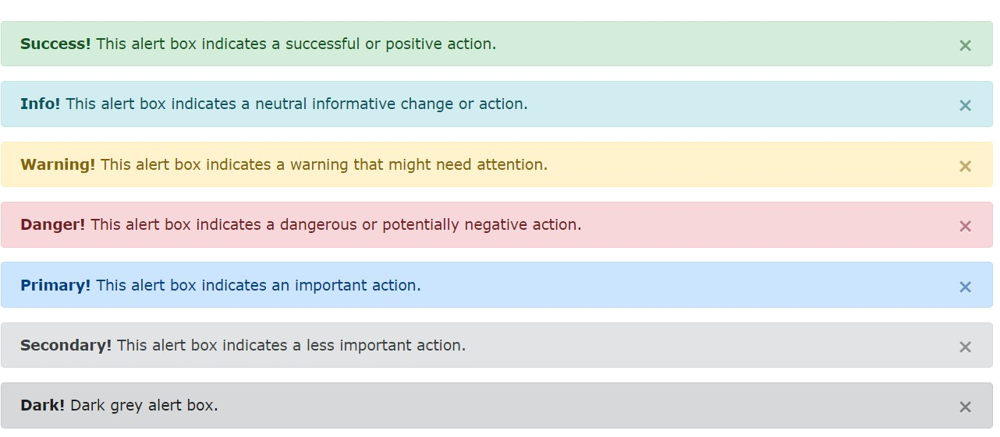 Success! This alert box indicates a successful or positive action. ×
Info! This alert box indicates a neutral informative change or action. ×
Warning! This alert box indicates a warning that might need attention. ×
Danger! This alert box indicates a dangerous or potentially negative action. ×
Primary! This alert box indicates an important action. ×
Secondary! This alert box indicates a less important action. ×
Dark! Dark grey alert box. ×